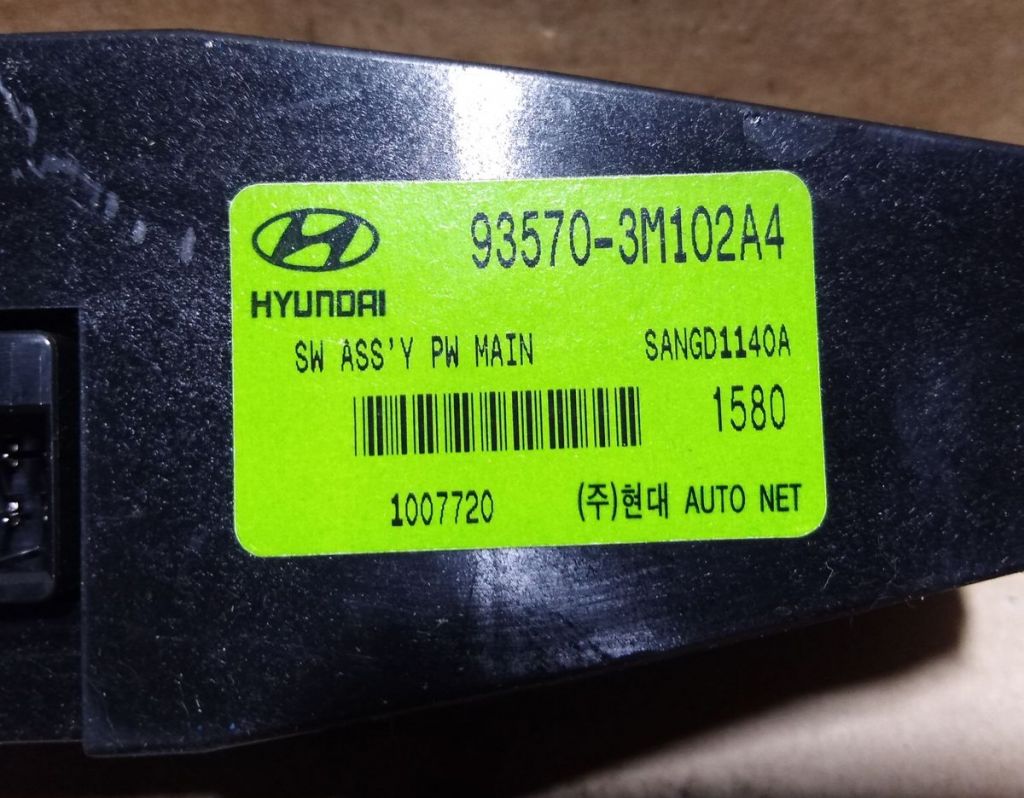 93570-3M102A4
HYUNDAI
SW ASS'Y PW MAIN SANGD1140A
1580
1007720 (주)현대 AUTO NET